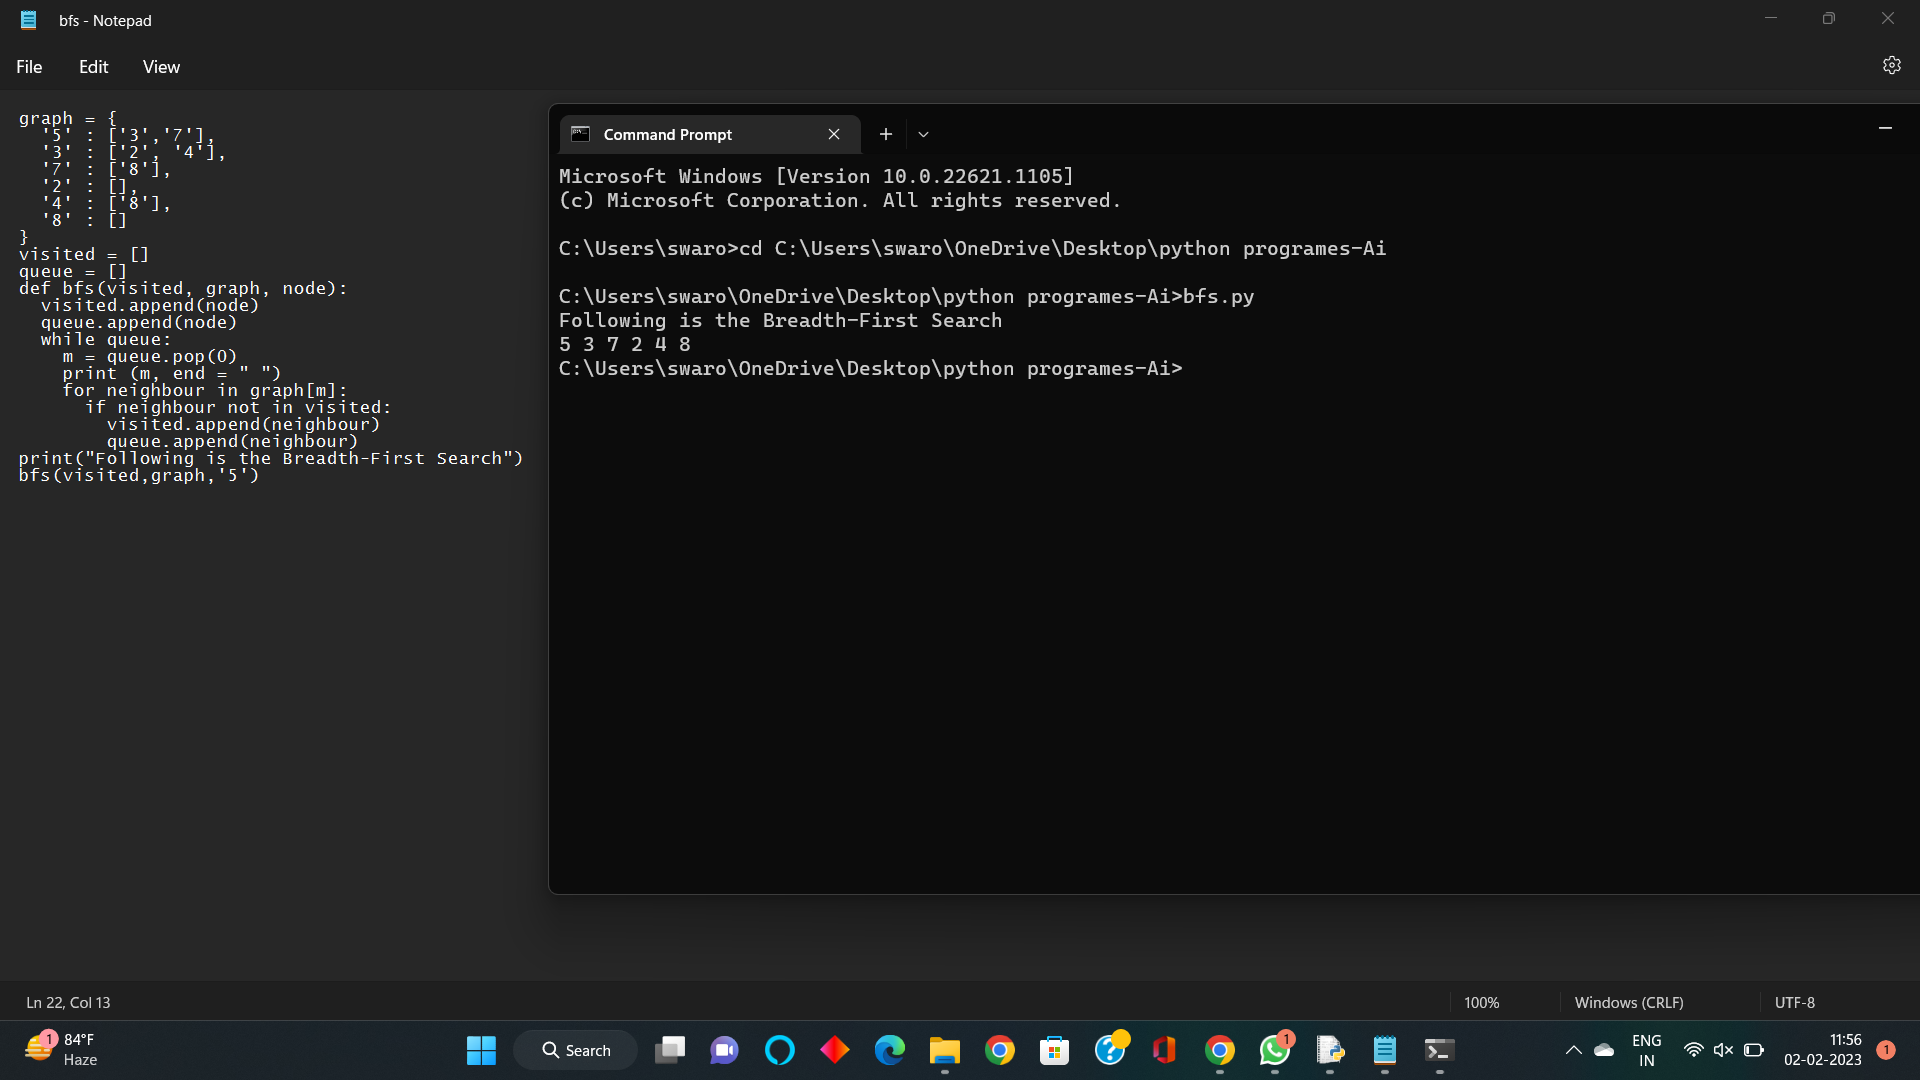 bfs - Notepad
File Edit View
graph = {
  '5' : ['3','7'],
  '3' : ['2', '4'],
  '7' : ['8'],
  '2' : [],
  '4' : ['8'],
  '8' : []
}
visited = []
queue = []
def bfs(visited, graph, node):
  visited.append(node)
  queue.append(node)
  while queue:
    m = queue.pop(0)
    print (m, end = " ")
    for neighbour in graph[m]:
      if neighbour not in visited:
        visited.append(neighbour)
        queue.append(neighbour)
print("Following is the Breadth-First Search")
bfs(visited,graph,'5')
Command Prompt
Microsoft Windows [Version 10.0.22621.1105]
(c) Microsoft Corporation. All rights reserved.
C:\Users\swaro>cd C:\Users\swaro\OneDrive\Desktop\python programes-Ai
C:\Users\swaro\OneDrive\Desktop\python programes-Ai>bfs.py
Following is the Breadth-First Search
5 3 7 2 4 8
C:\Users\swaro\OneDrive\Desktop\python programes-Ai>
Ln 22, Col 13
100%
Windows (CRLF)
UTF-8
1
84°F
Haze
Search
1
ENG
IN
11:56
02-02-2023
1